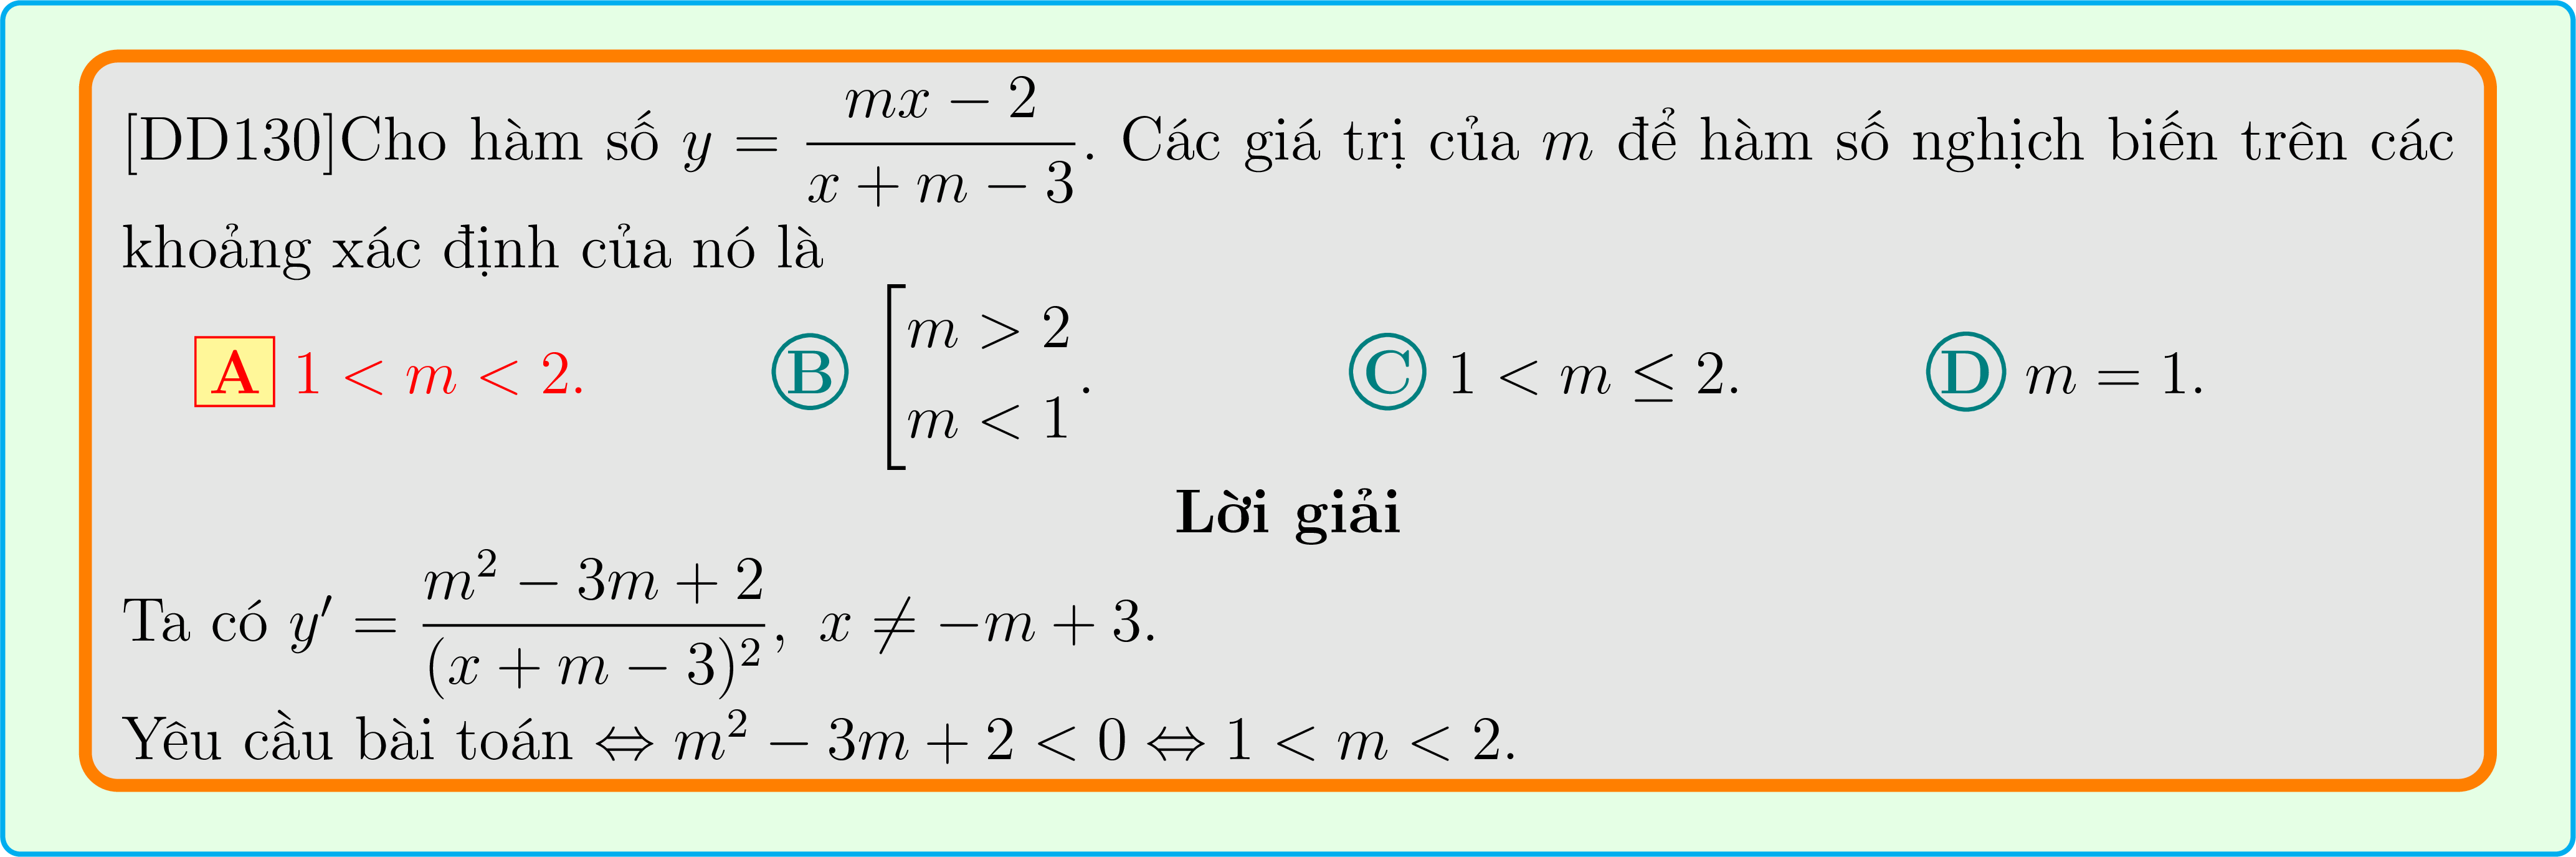 [DD130]Cho hàm số $y = \dfrac{mx - 2}{x + m - 3}$. Các giá trị của $m$ để hàm số nghịch biến trên các
khoảng xác định của nó là
A $1 < m < 2$. B $\left[\begin{array}{l} m > 2 \\ m < 1 \end{array}\right.$. C $1 < m \leq 2$. D $m = 1$.
Lời giải
Ta có $y' = \dfrac{m^2 - 3m + 2}{(x + m - 3)^2}$, $x \neq -m + 3$.
Yêu cầu bài toán $\Leftrightarrow m^2 - 3m + 2 < 0 \Leftrightarrow 1 < m < 2$.